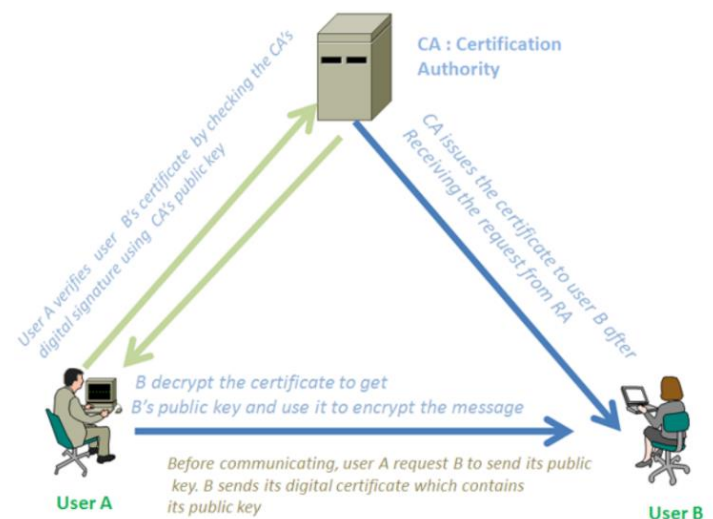 CA : Certification
Authority
User A verifies user B's certificate by checking the CA's
digital signature using CA's public key
CA issues the certificate to user B after
Receiving the request from RA
B decrypt the certificate to get
B's public key and use it to encrypt the message
Before communicating, user A request B to send its public
key. B sends its digital certificate which contains
its public key
User A
User B